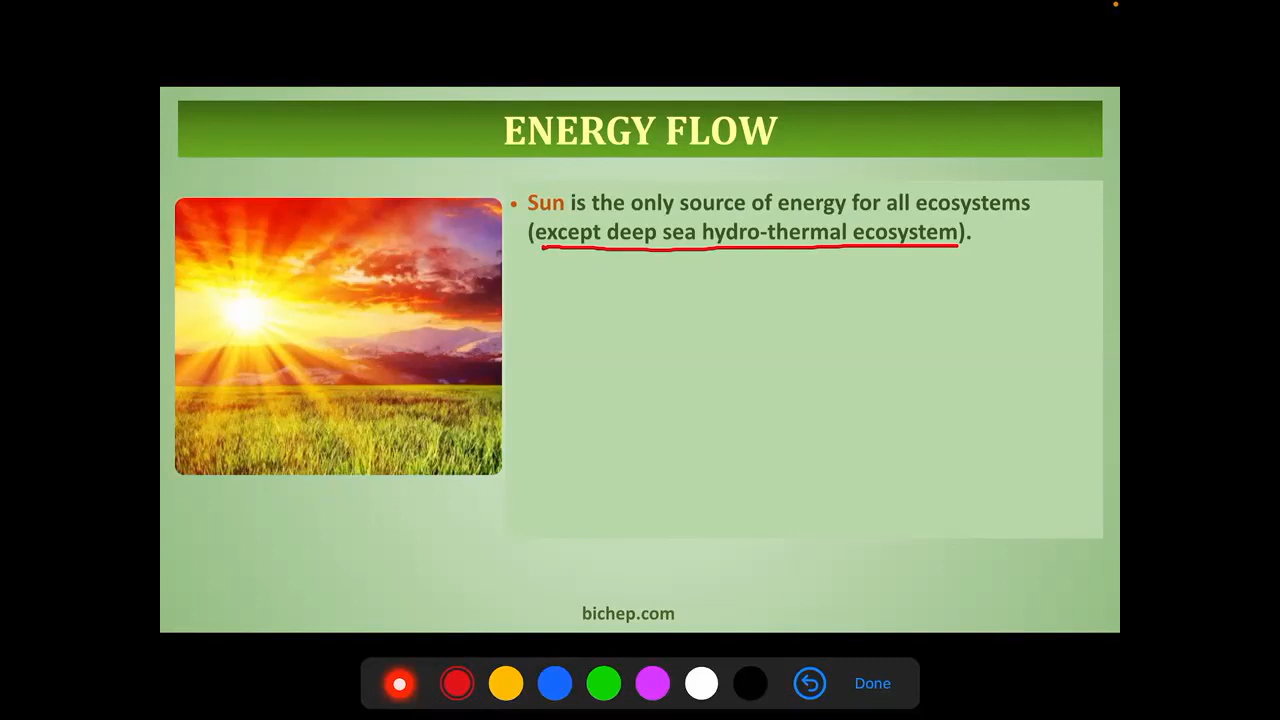 ENERGY FLOW
• Sun is the only source of energy for all ecosystems
(except deep sea hydro-thermal ecosystem).
bichep.com
Done